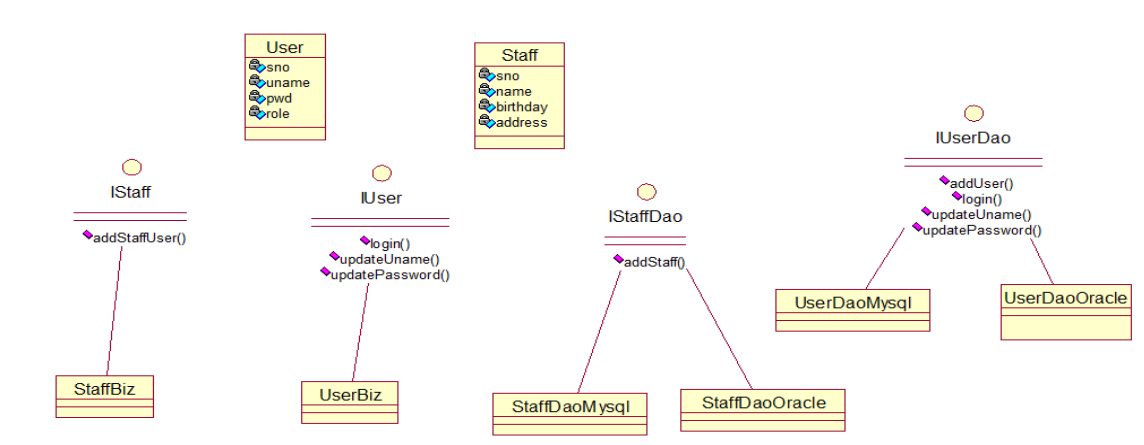 User
sno
uname
pwd
role
Staff
sno
name
birthday
address
IStaff
addStaffUser()
IUser
login()
updateUname()
updatePassword()
IStaffDao
addStaff()
IUserDao
addUser()
login()
updateUname()
updatePassword()
StaffBiz
UserBiz
StaffDaoMysql
StaffDaoOracle
UserDaoMysql
UserDaoOracle